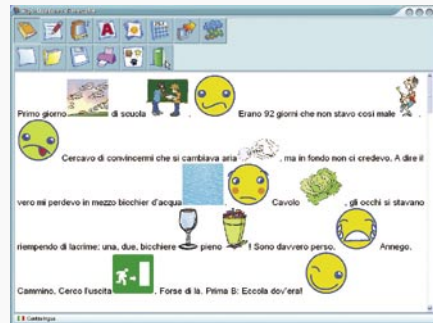 Primo giorno di scuola . Erano 92 giorni che non stavo così male .
Cercavo di convincermi che si cambiava aria , ma in fondo non ci credevo. A dire il
vero mi perdevo in mezzo bicchier d'acqua . Cavolo , gli occhi si stavano
riempendo di lacrime: una, due, bicchiere pieno ! Sono davvero perso. Annego.
Cammino. Cerco l'uscita . Forse di là. Prima B: Eccola dov'era!
Cambia lingua